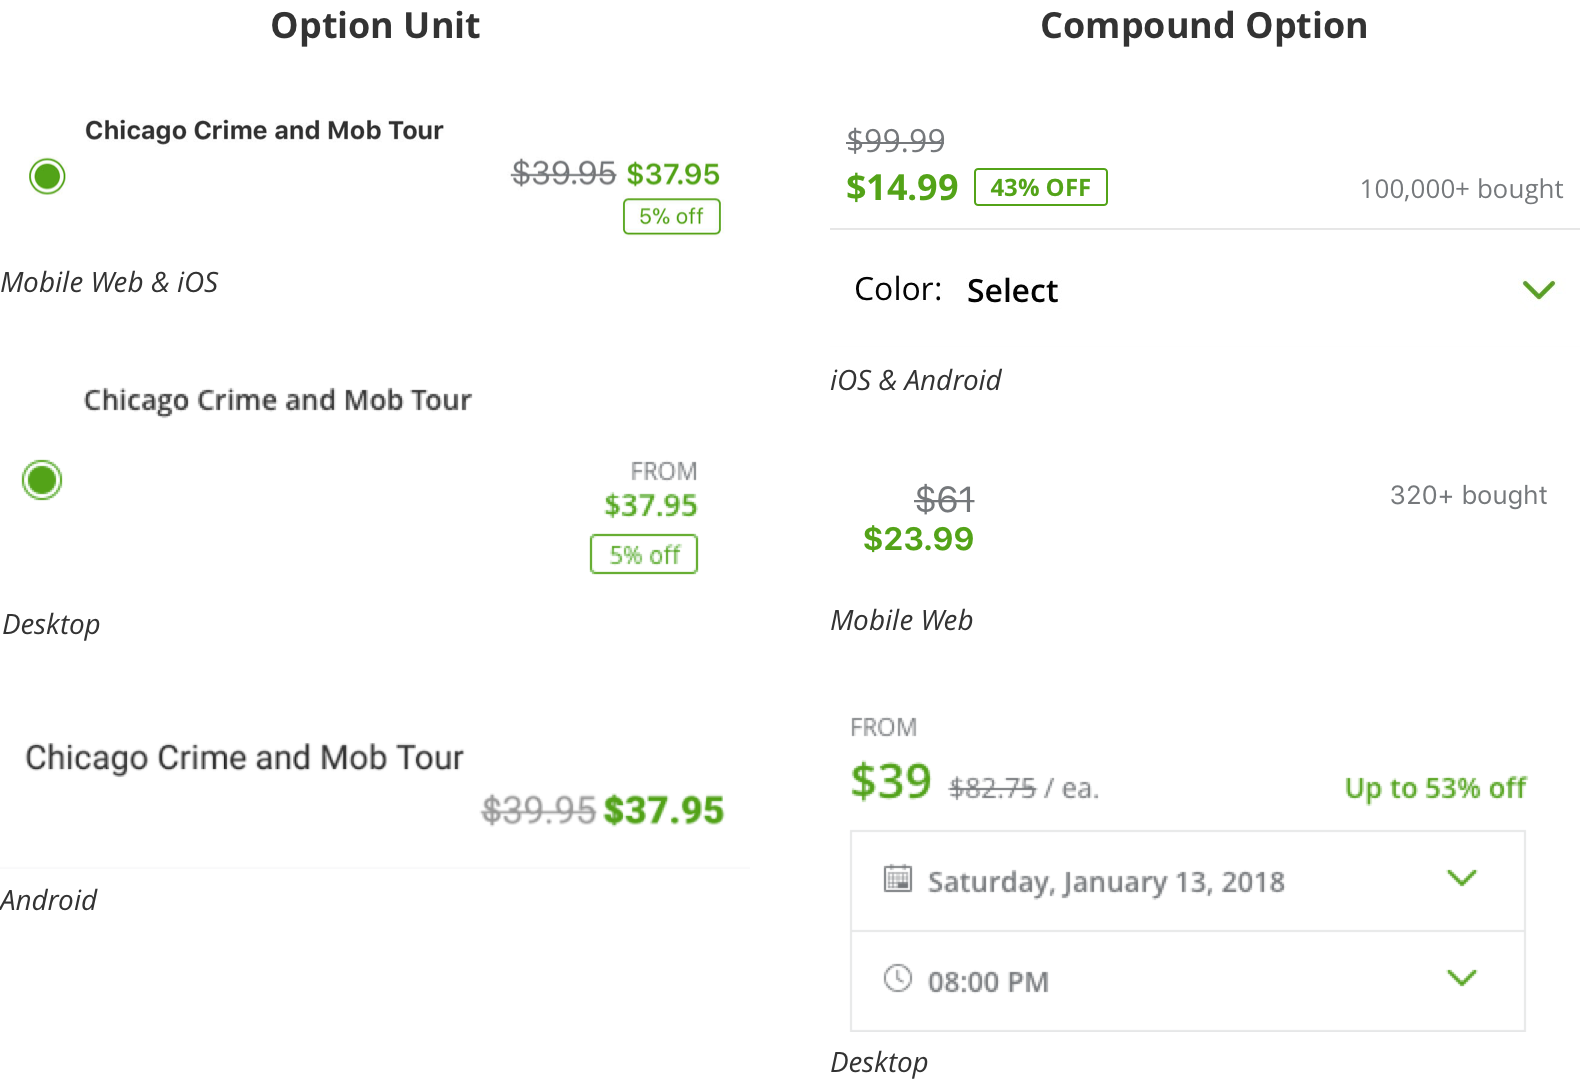 Option Unit
Chicago Crime and Mob Tour
$39.95 $37.95
5% off
Mobile Web & iOS
Chicago Crime and Mob Tour
FROM
$37.95
5% off
Desktop
Chicago Crime and Mob Tour
$39.95 $37.95
Android
Compound Option
$99.99
$14.99 43% OFF 100,000+ bought
Color: Select
iOS & Android
$61 320+ bought
$23.99
Mobile Web
FROM
$39 $82.75 / ea. Up to 53% off
Saturday, January 13, 2018
08:00 PM
Desktop